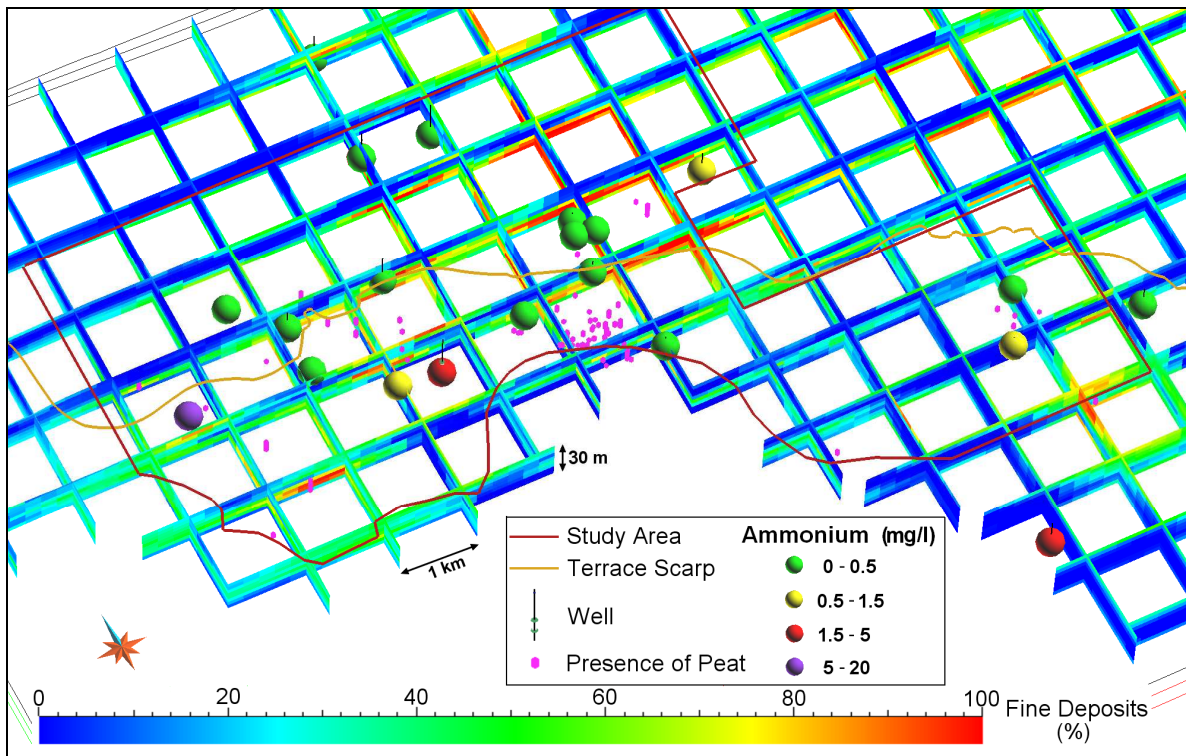 30 m
1 km
Study Area
Terrace Scarp
Well
Presence of Peat
Ammonium (mg/l)
0 - 0.5
0.5 - 1.5
1.5 - 5
5 - 20
0 20 40 60 80 100
Fine Deposits
(%)